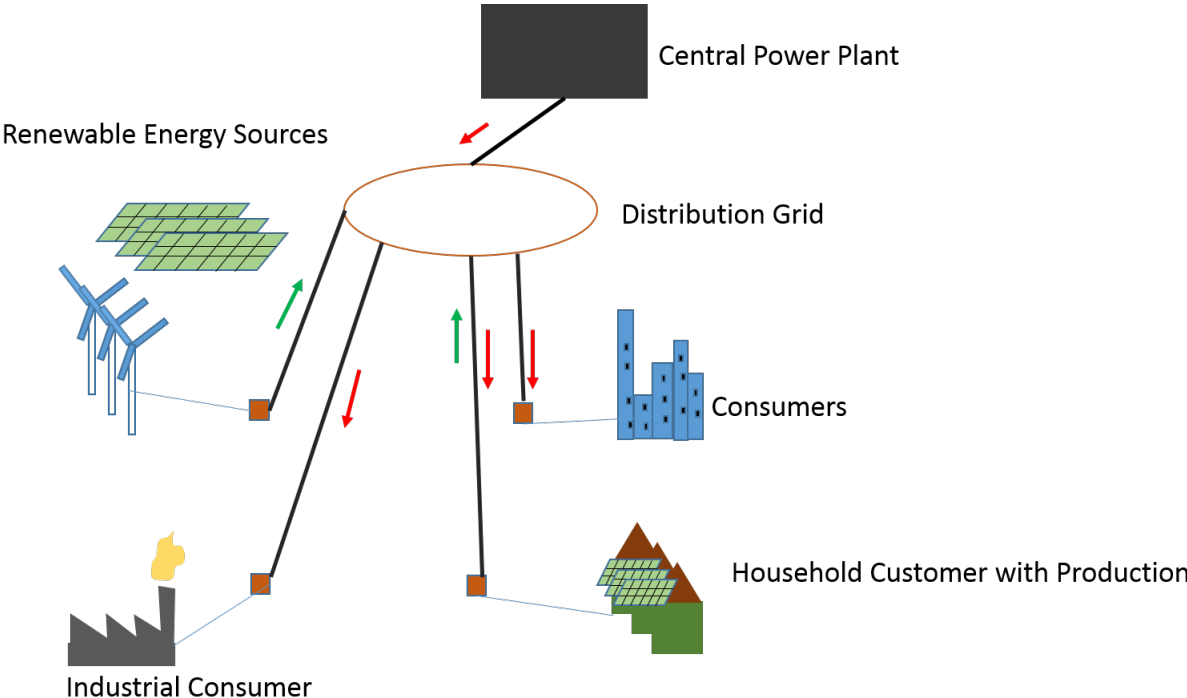 Central Power Plant
Renewable Energy Sources
Distribution Grid
Consumers
Household Customer with Production
Industrial Consumer